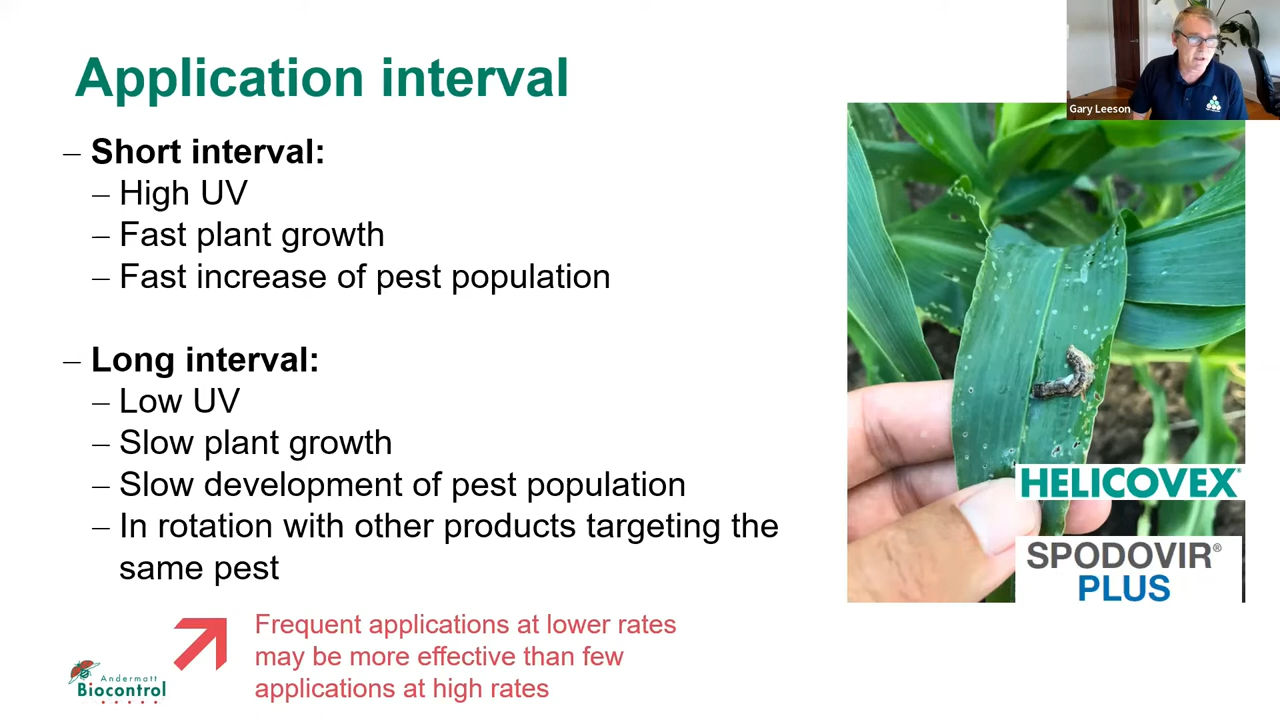 Application interval
– Short interval:
– High UV
– Fast plant growth
– Fast increase of pest population
– Long interval:
– Low UV
– Slow plant growth
– Slow development of pest population
– In rotation with other products targeting the
same pest
Frequent applications at lower rates
may be more effective than few
applications at high rates
Andermatt
Biocontrol
Gary Leeson
HELICOVEX®
SPODOVIR®
PLUS